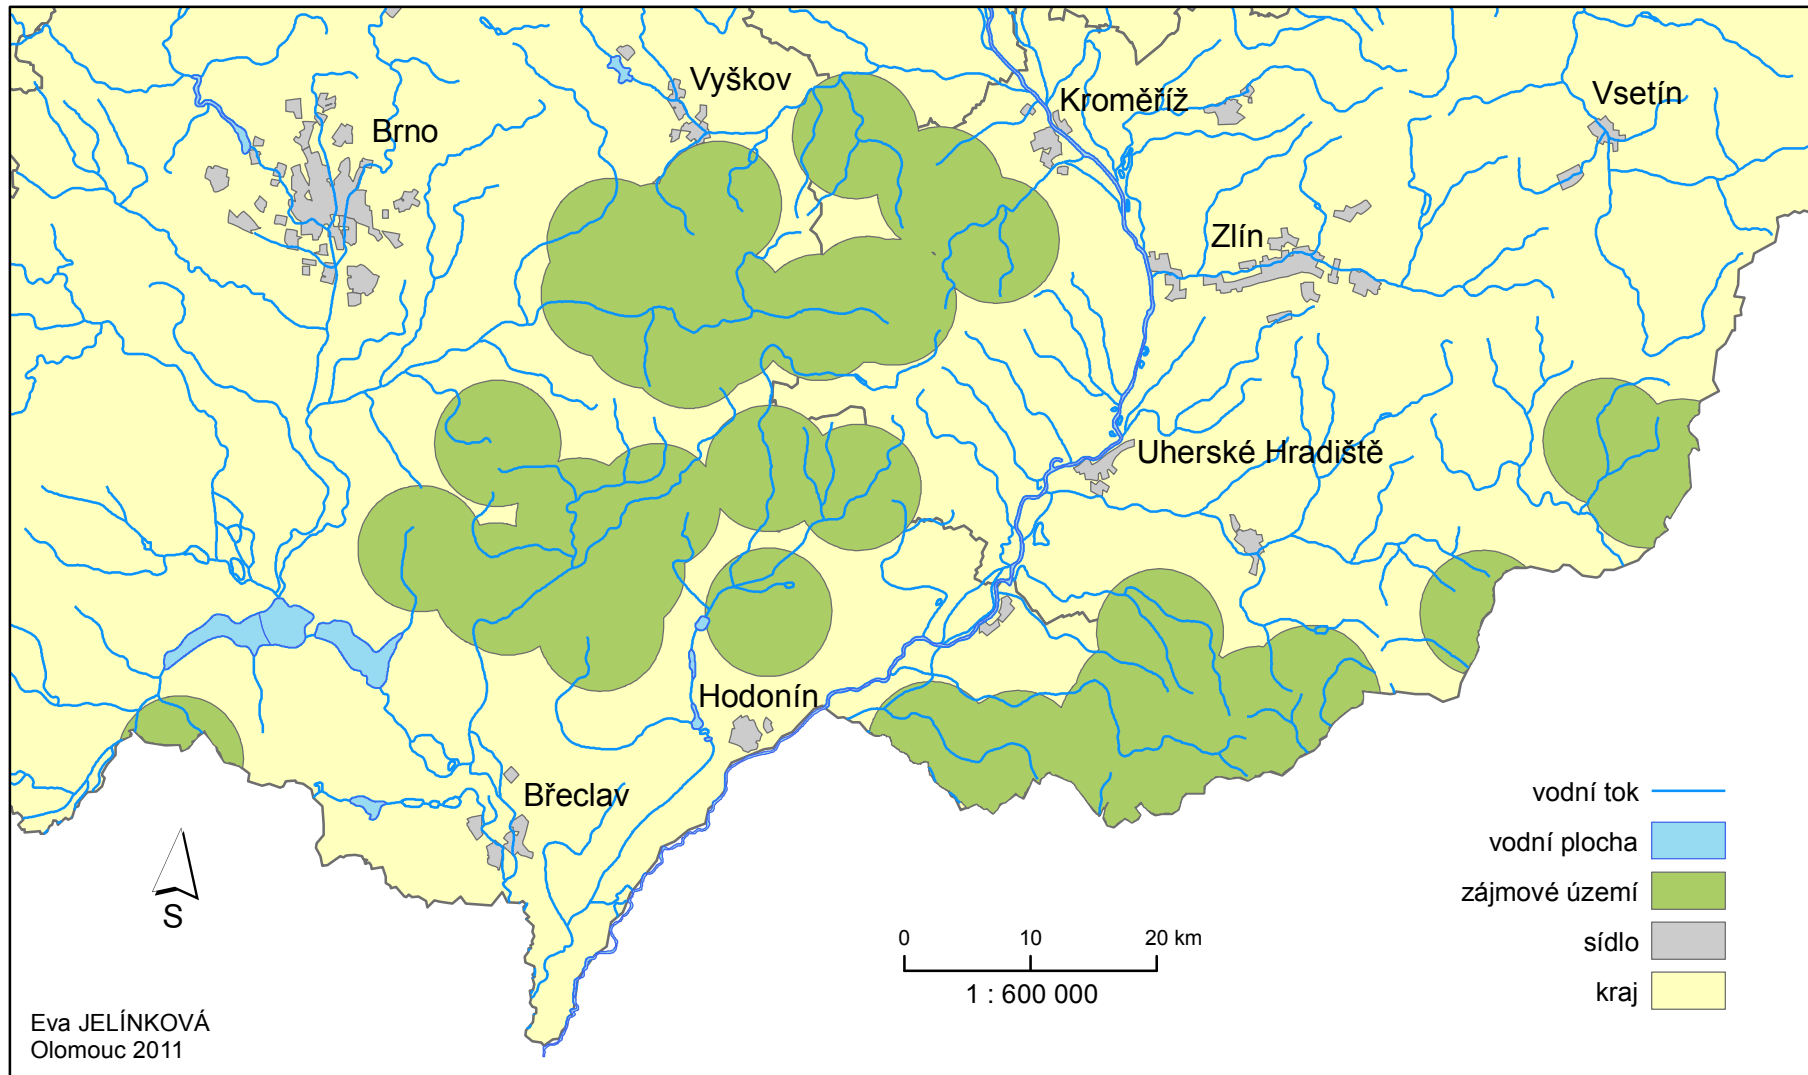 Vyškov
Kroměříž
Vsetín
Brno
Zlín
Uherské Hradiště
Hodonín
Břeclav
vodní tok
vodní plocha
zájmové území
sídlo
kraj
S
0 10 20 km
1 : 600 000
Eva JELÍNKOVÁ
Olomouc 2011